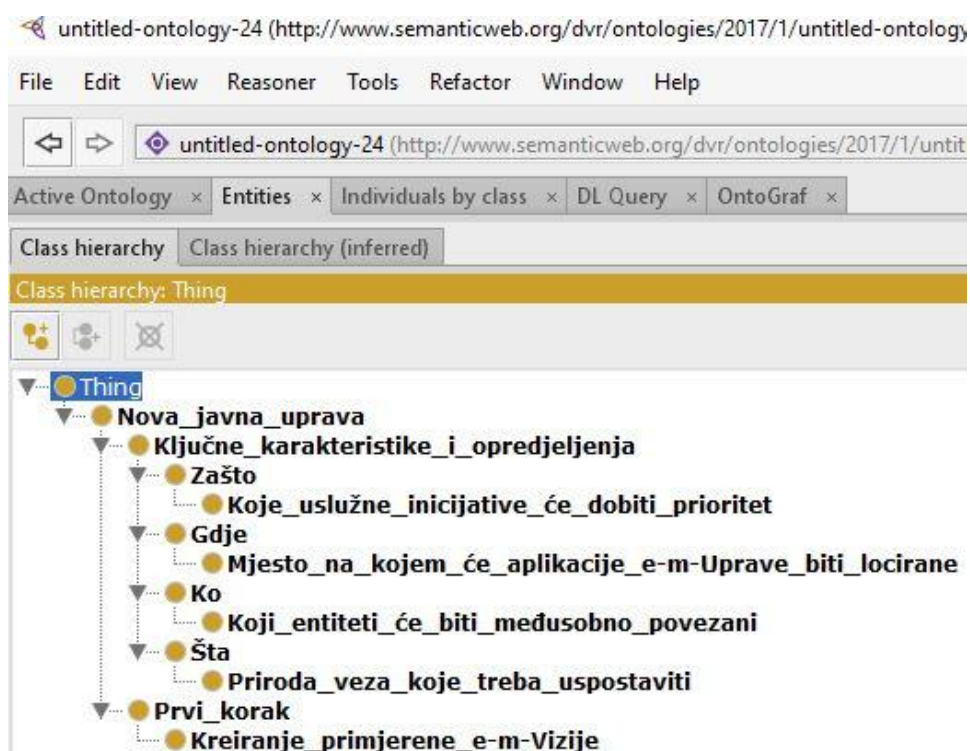 untitled-ontology-24 (http://www.semanticweb.org/dvr/ontologies/2017/1/untitled-ontology
File Edit View Reasoner Tools Refactor Window Help
untitled-ontology-24 (http://www.semanticweb.org/dvr/ontologies/2017/1/untit
Active Ontology × Entities × Individuals by class × DL Query × OntoGraf ×
Class hierarchy Class hierarchy (inferred)
Class hierarchy: Thing
Thing
Nova_javna_uprava
Ključne_karakteristike_i_opredjeljenja
Zašto
Koje_uslužne_inicijative_će_dobiti_prioritet
Gdje
Mjesto_na_kojem_će_aplikacije_e-m-Uprave_biti_locirane
Ko
Koji_entiteti_će_biti_međusobno_povezani
Šta
Priroda_veza_koje_treba_uspostaviti
Prvi_korak
Kreiranje_primjerene_e-m-Vizije